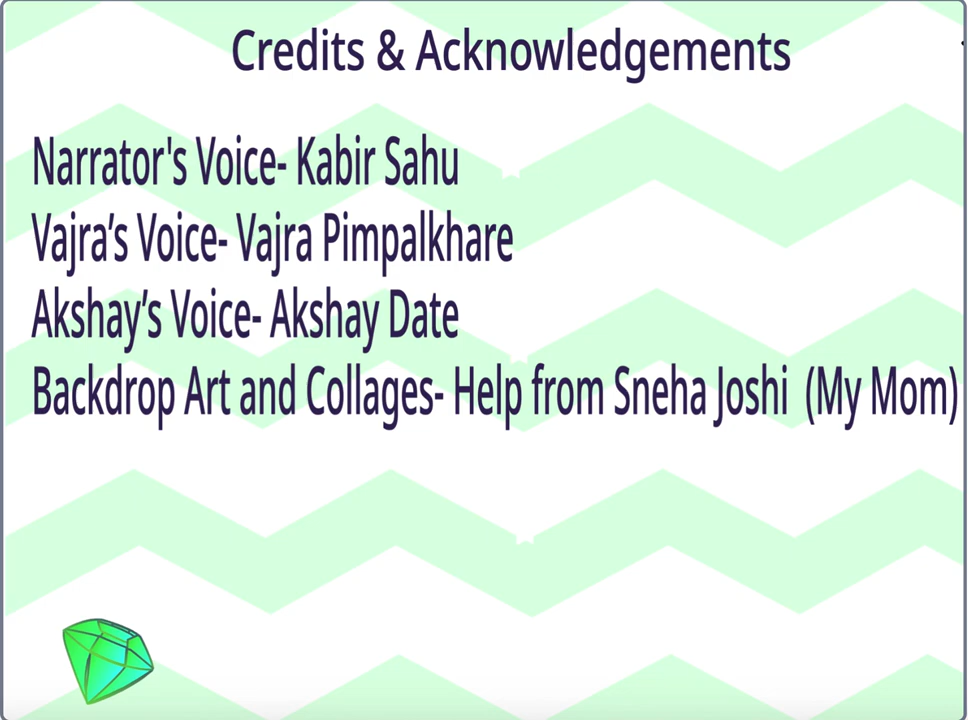 Credits & Acknowledgements
Narrator's Voice- Kabir Sahu
Vajra’s Voice- Vajra Pimpalkhare
Akshay’s Voice- Akshay Date
Backdrop Art and Collages- Help from Sneha Joshi (My Mom)